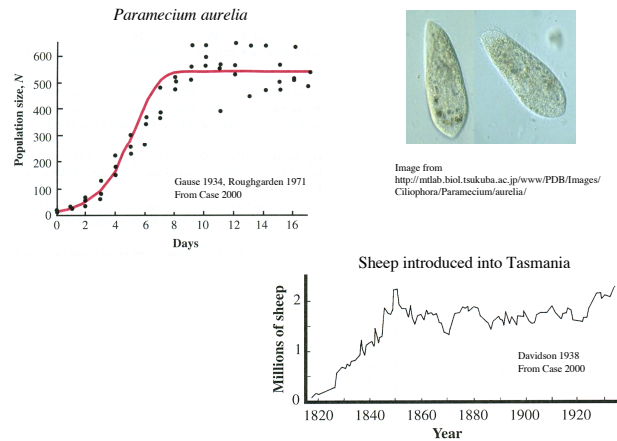 Paramecium aurelia
600
500
400
300
200
100
0
Population size, N
Gause 1934, Roughgarden 1971
From Case 2000
0 2 4 6 8 10 12 14 16
Days
Image from
http://mtlab.biol.tsukuba.ac.jp/www/PDB/Images/
Ciliophora/Paramecium/aurelia/
Sheep introduced into Tasmania
2
1
0
Millions of sheep
Davidson 1938
From Case 2000
1820 1840 1860 1880 1900 1920
Year